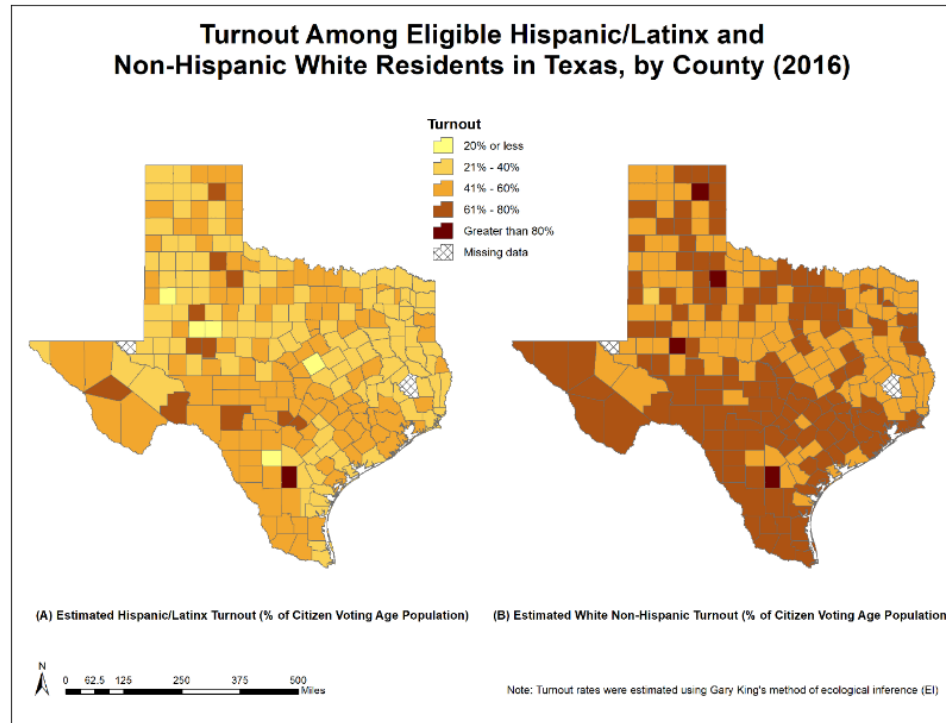 Turnout Among Eligible Hispanic/Latinx and
Non-Hispanic White Residents in Texas, by County (2016)
Turnout
20% or less
21% - 40%
41% - 60%
61% - 80%
Greater than 80%
Missing data
(A) Estimated Hispanic/Latinx Turnout (% of Citizen Voting Age Population)
(B) Estimated White Non-Hispanic Turnout (% of Citizen Voting Age Population
N
0 62.5 125 250 375 500
Miles
Note: Turnout rates were estimated using Gary King's method of ecological inference (EI)